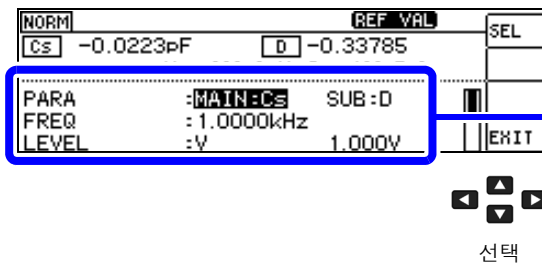 NORM REF VAL SEL
Cs -0.0223pF D -0.33785
PARA :MAIN:Cs SUB:D
FREQ :1.0000kHz
LEVEL :V 1.000V EXIT
선택